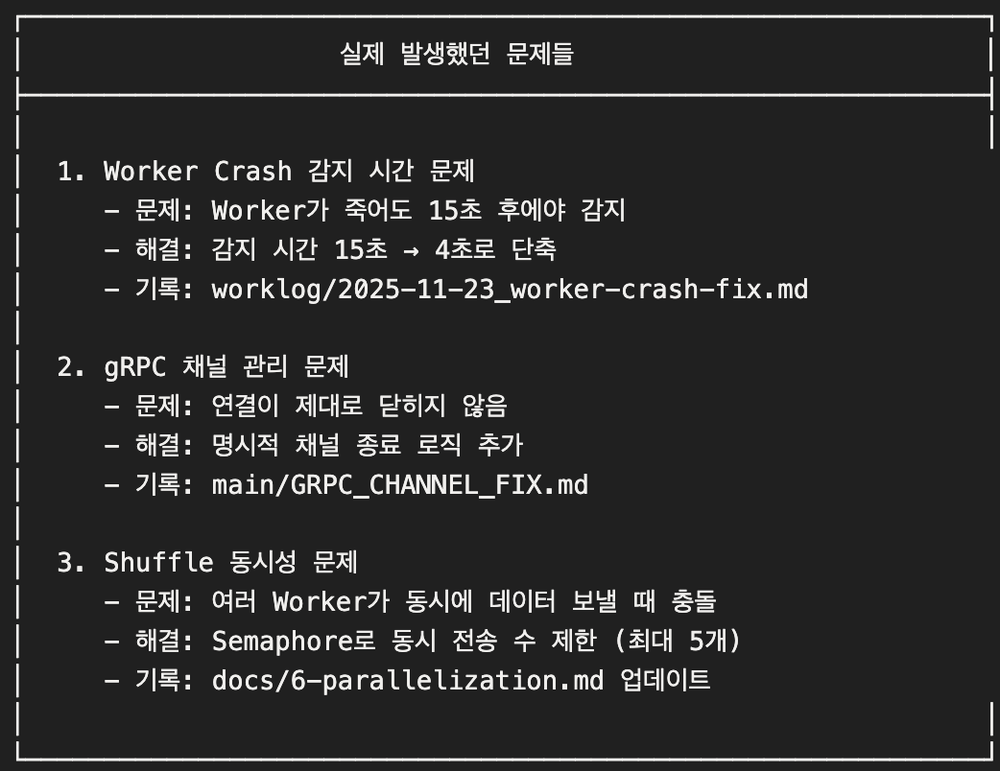 실제 발생했던 문제들
1. Worker Crash 감지 시간 문제
- 문제: Worker가 죽어도 15초 후에야 감지
- 해결: 감지 시간 15초 → 4초로 단축
- 기록: worklog/2025-11-23_worker-crash-fix.md
2. gRPC 채널 관리 문제
- 문제: 연결이 제대로 닫히지 않음
- 해결: 명시적 채널 종료 로직 추가
- 기록: main/GRPC_CHANNEL_FIX.md
3. Shuffle 동시성 문제
- 문제: 여러 Worker가 동시에 데이터 보낼 때 충돌
- 해결: Semaphore로 동시 전송 수 제한 (최대 5개)
- 기록: docs/6-parallelization.md 업데이트